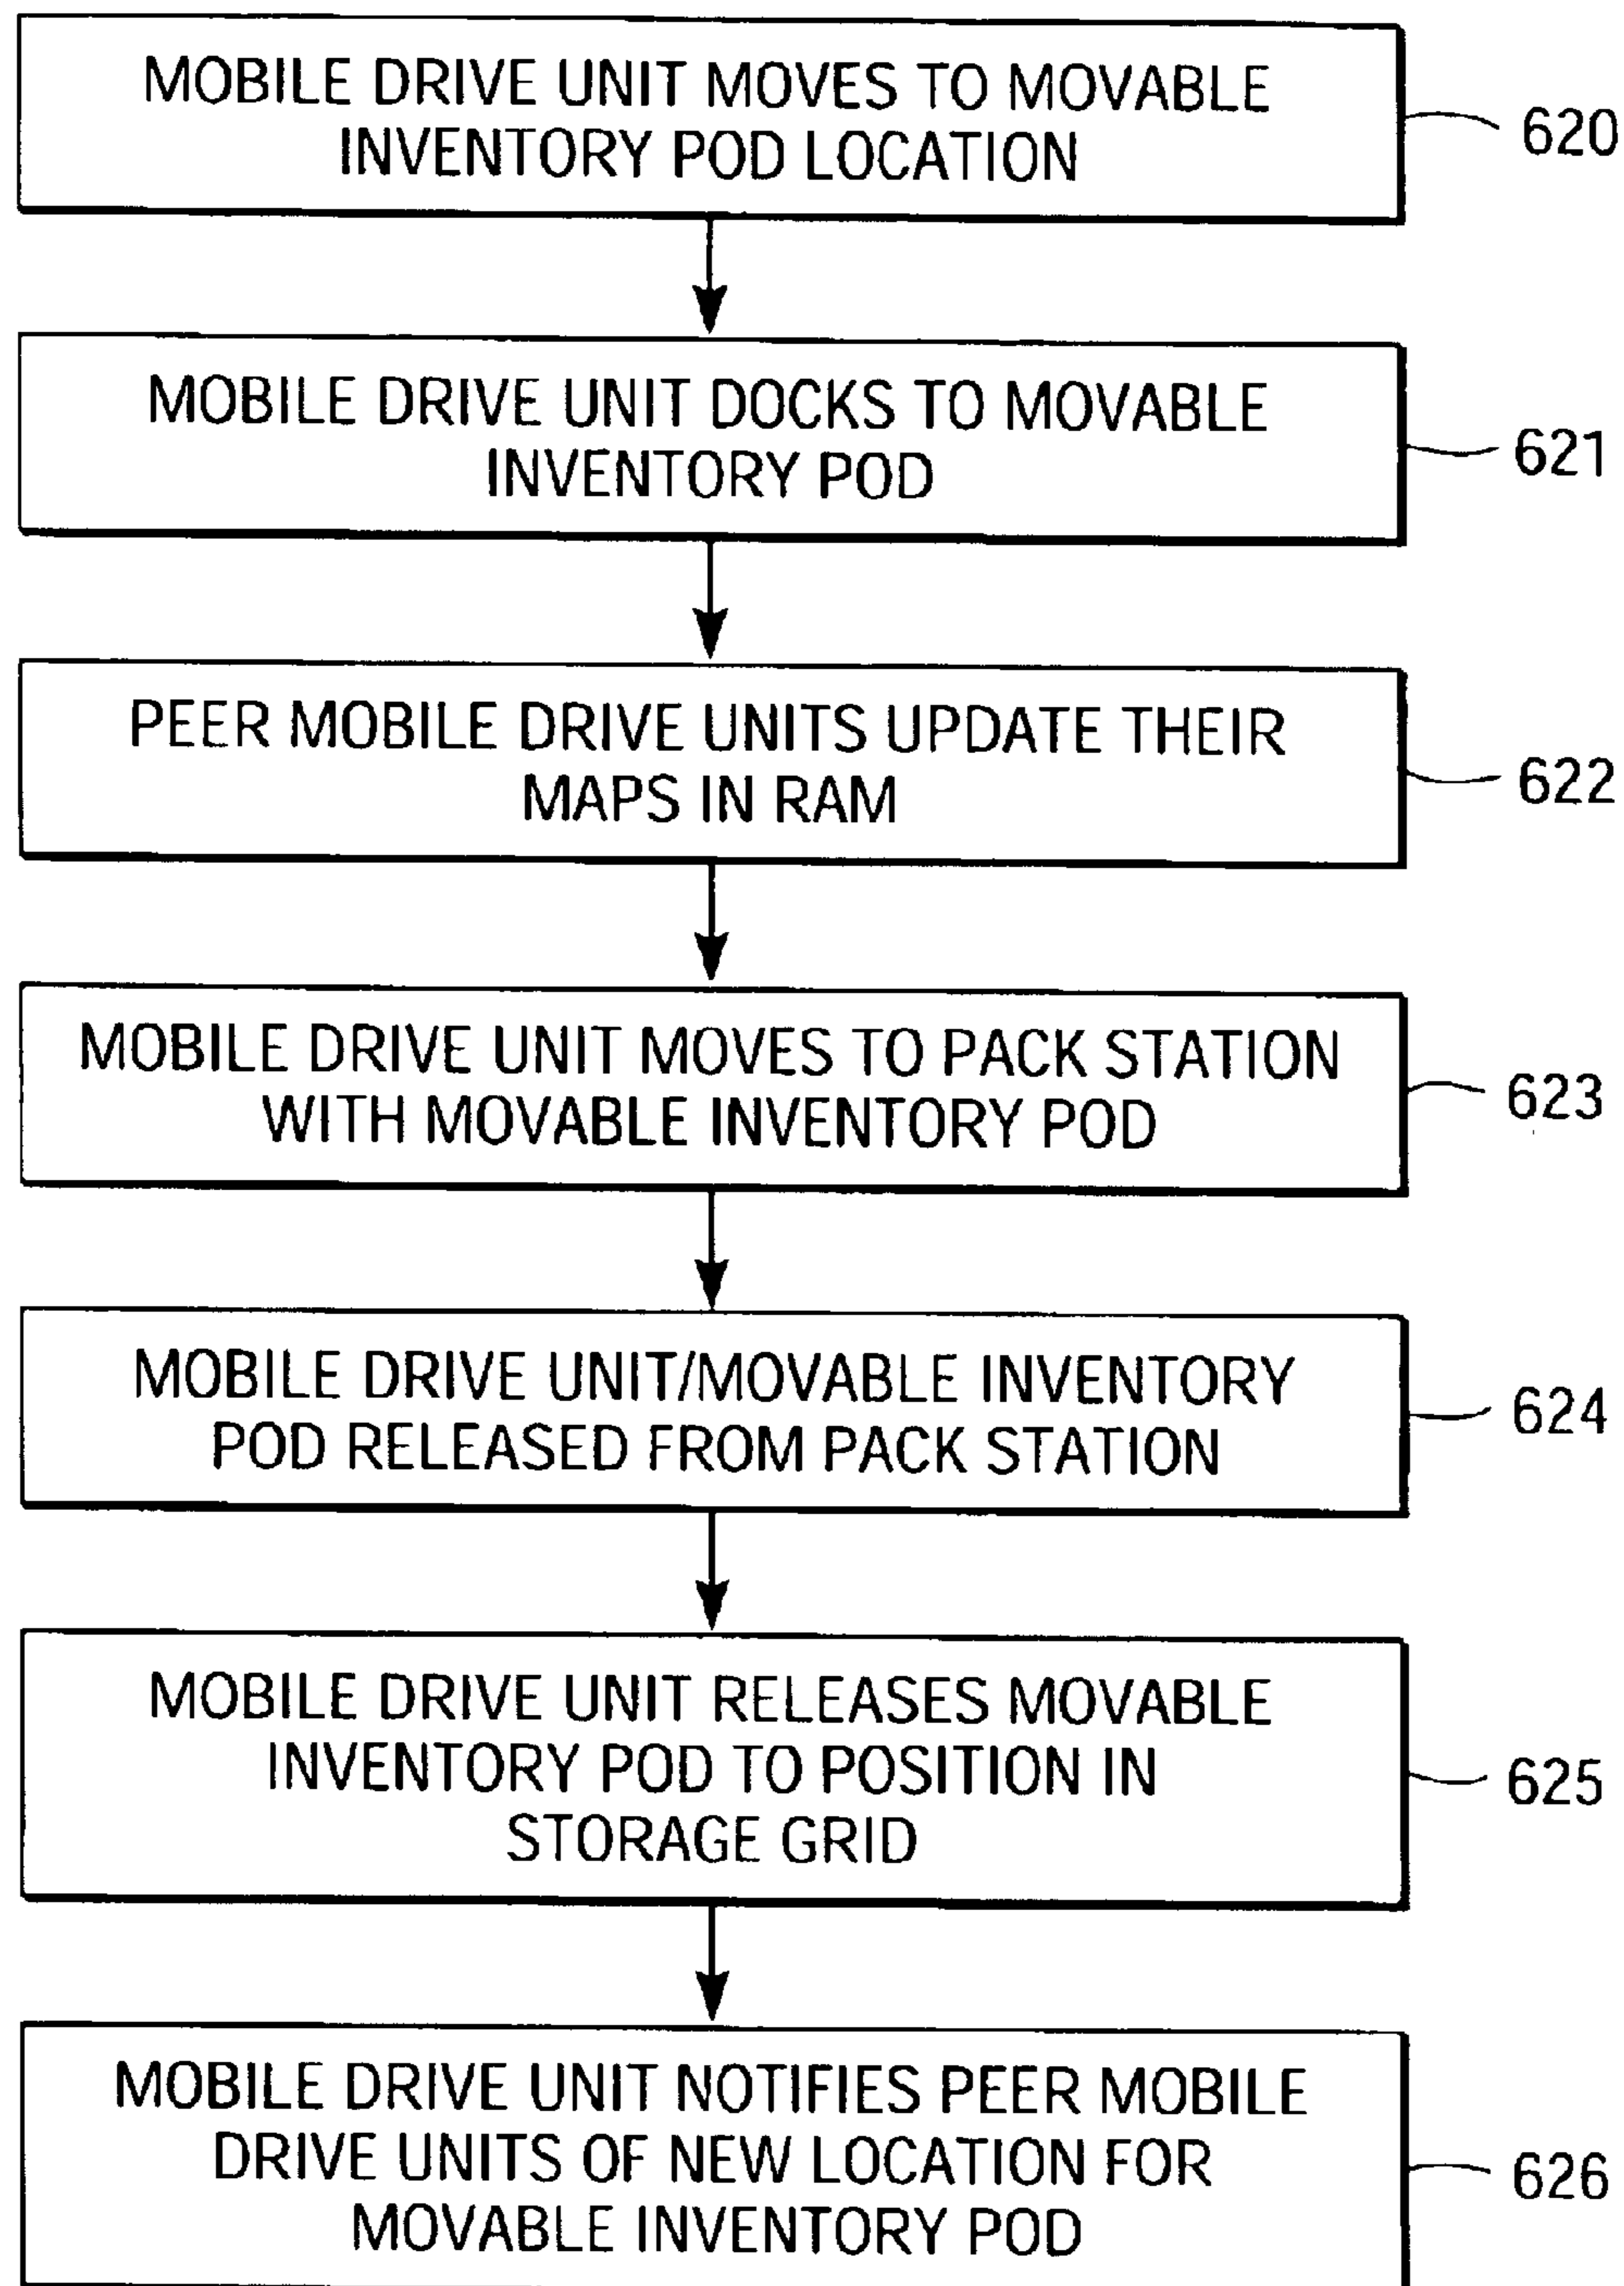 MOBILE DRIVE UNIT MOVES TO MOVABLE
INVENTORY POD LOCATION
620
MOBILE DRIVE UNIT DOCKS TO MOVABLE
INVENTORY POD
621
PEER MOBILE DRIVE UNITS UPDATE THEIR
MAPS IN RAM
622
MOBILE DRIVE UNIT MOVES TO PACK STATION
WITH MOVABLE INVENTORY POD
623
MOBILE DRIVE UNIT/MOVABLE INVENTORY
POD RELEASED FROM PACK STATION
624
MOBILE DRIVE UNIT RELEASES MOVABLE
INVENTORY POD TO POSITION IN
STORAGE GRID
625
MOBILE DRIVE UNIT NOTIFIES PEER MOBILE
DRIVE UNITS OF NEW LOCATION FOR
MOVABLE INVENTORY POD
626